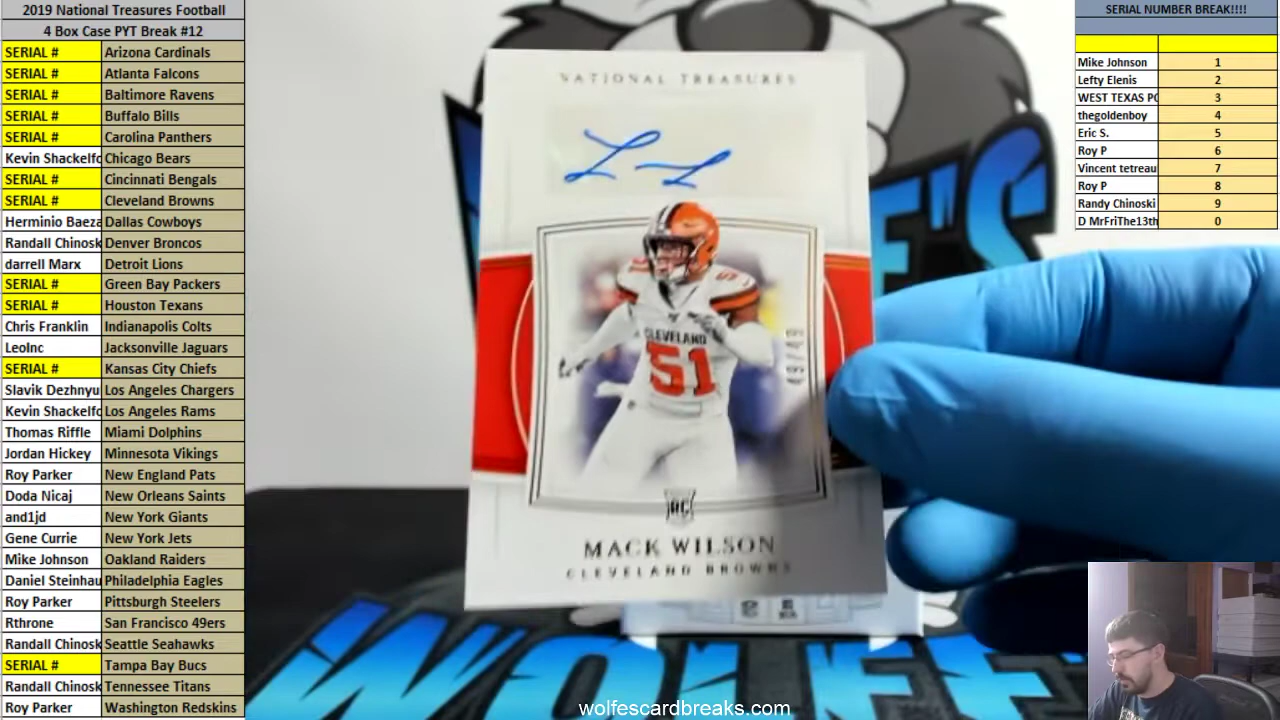 2019 National Treasures Football
4 Box Case PYT Break #12
SERIAL # Arizona Cardinals
SERIAL # Atlanta Falcons
SERIAL # Baltimore Ravens
SERIAL # Buffalo Bills
SERIAL # Carolina Panthers
Kevin Shackelfo Chicago Bears
SERIAL # Cincinnati Bengals
SERIAL # Cleveland Browns
Herminio Baeza Dallas Cowboys
Randall Chinosk Denver Broncos
darrell Marx Detroit Lions
SERIAL # Green Bay Packers
SERIAL # Houston Texans
Chris Franklin Indianapolis Colts
LeoInc Jacksonville Jaguars
SERIAL # Kansas City Chiefs
Slavik Dezhnyu Los Angeles Chargers
Kevin Shackelfo Los Angeles Rams
Thomas Riffle Miami Dolphins
Jordan Hickey Minnesota Vikings
Roy Parker New England Pats
Doda Nicaj New Orleans Saints
and1jd New York Giants
Gene Currie New York Jets
Mike Johnson Oakland Raiders
Daniel Steinhau Philadelphia Eagles
Roy Parker Pittsburgh Steelers
Rthrone San Francisco 49ers
Randall Chinosk Seattle Seahawks
SERIAL # Tampa Bay Bucs
Randall Chinosk Tennessee Titans
Roy Parker Washington Redskins
NATIONAL TREASURES
CLEVELAND
51
RC
MACK WILSON
CLEVELAND BROWNS
wolfescardbreaks.com
SERIAL NUMBER BREAK!!!!
Mike Johnson 1
Lefty Elenis 2
WEST TEXAS PO 3
thegoldenboy 4
Eric S. 5
Roy P 6
Vincent tetreau 7
Roy P 8
Randy Chinoski 9
D MrFriThe13th 0